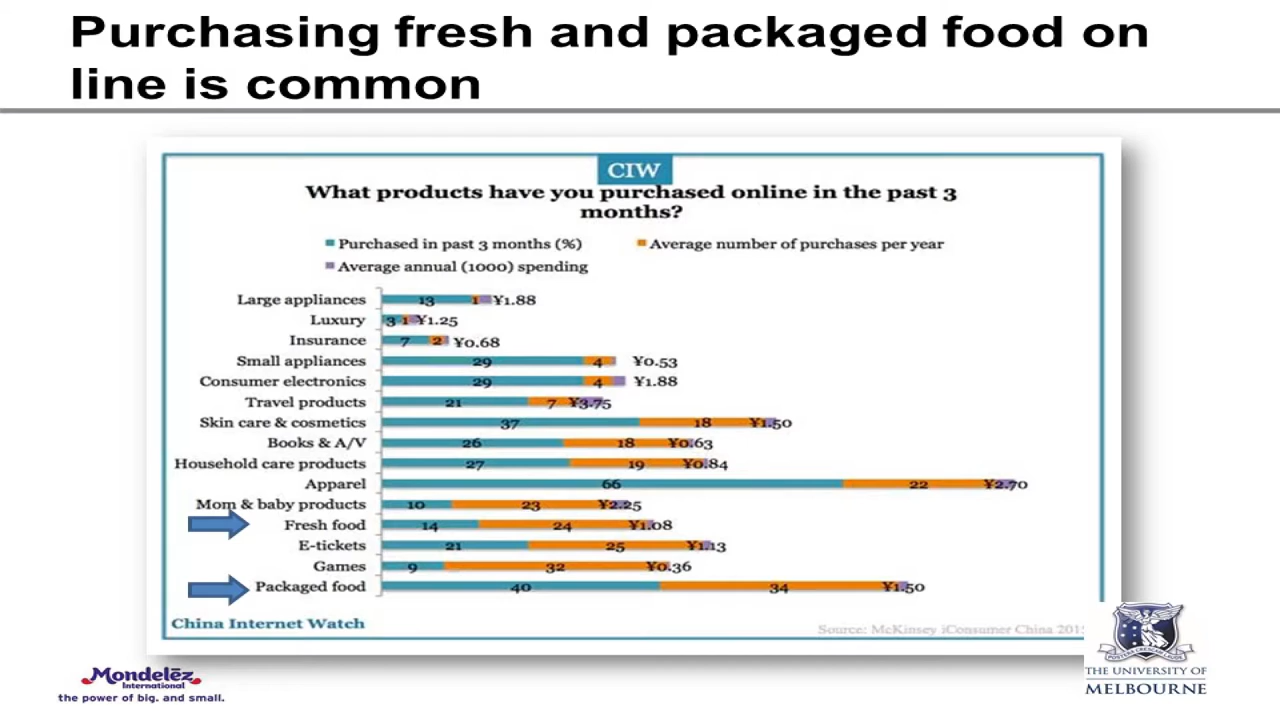 Purchasing fresh and packaged food on
line is common
CIW
What products have you purchased online in the past 3
months?
Purchased in past 3 months (%)
Average number of purchases per year
Average annual (1000) spending
Large appliances 13 1 ¥1.88
Luxury 3 1 ¥1.25
Insurance 7 2 ¥0.68
Small appliances 29 4 ¥0.53
Consumer electronics 29 4 ¥1.88
Travel products 21 7 ¥3.75
Skin care & cosmetics 37 18 ¥1.50
Books & A/V 26 18 ¥0.63
Household care products 27 19 ¥0.84
Apparel 66 22 ¥2.70
Mom & baby products 10 23 ¥2.25
Fresh food 14 24 ¥1.08
E-tickets 21 25 ¥1.13
Games 9 32 ¥0.36
Packaged food 40 34 ¥1.50
China Internet Watch
Source: McKinsey iConsumer China 2015
Mondelēz
International
the power of big. and small.
THE UNIVERSITY OF
MELBOURNE